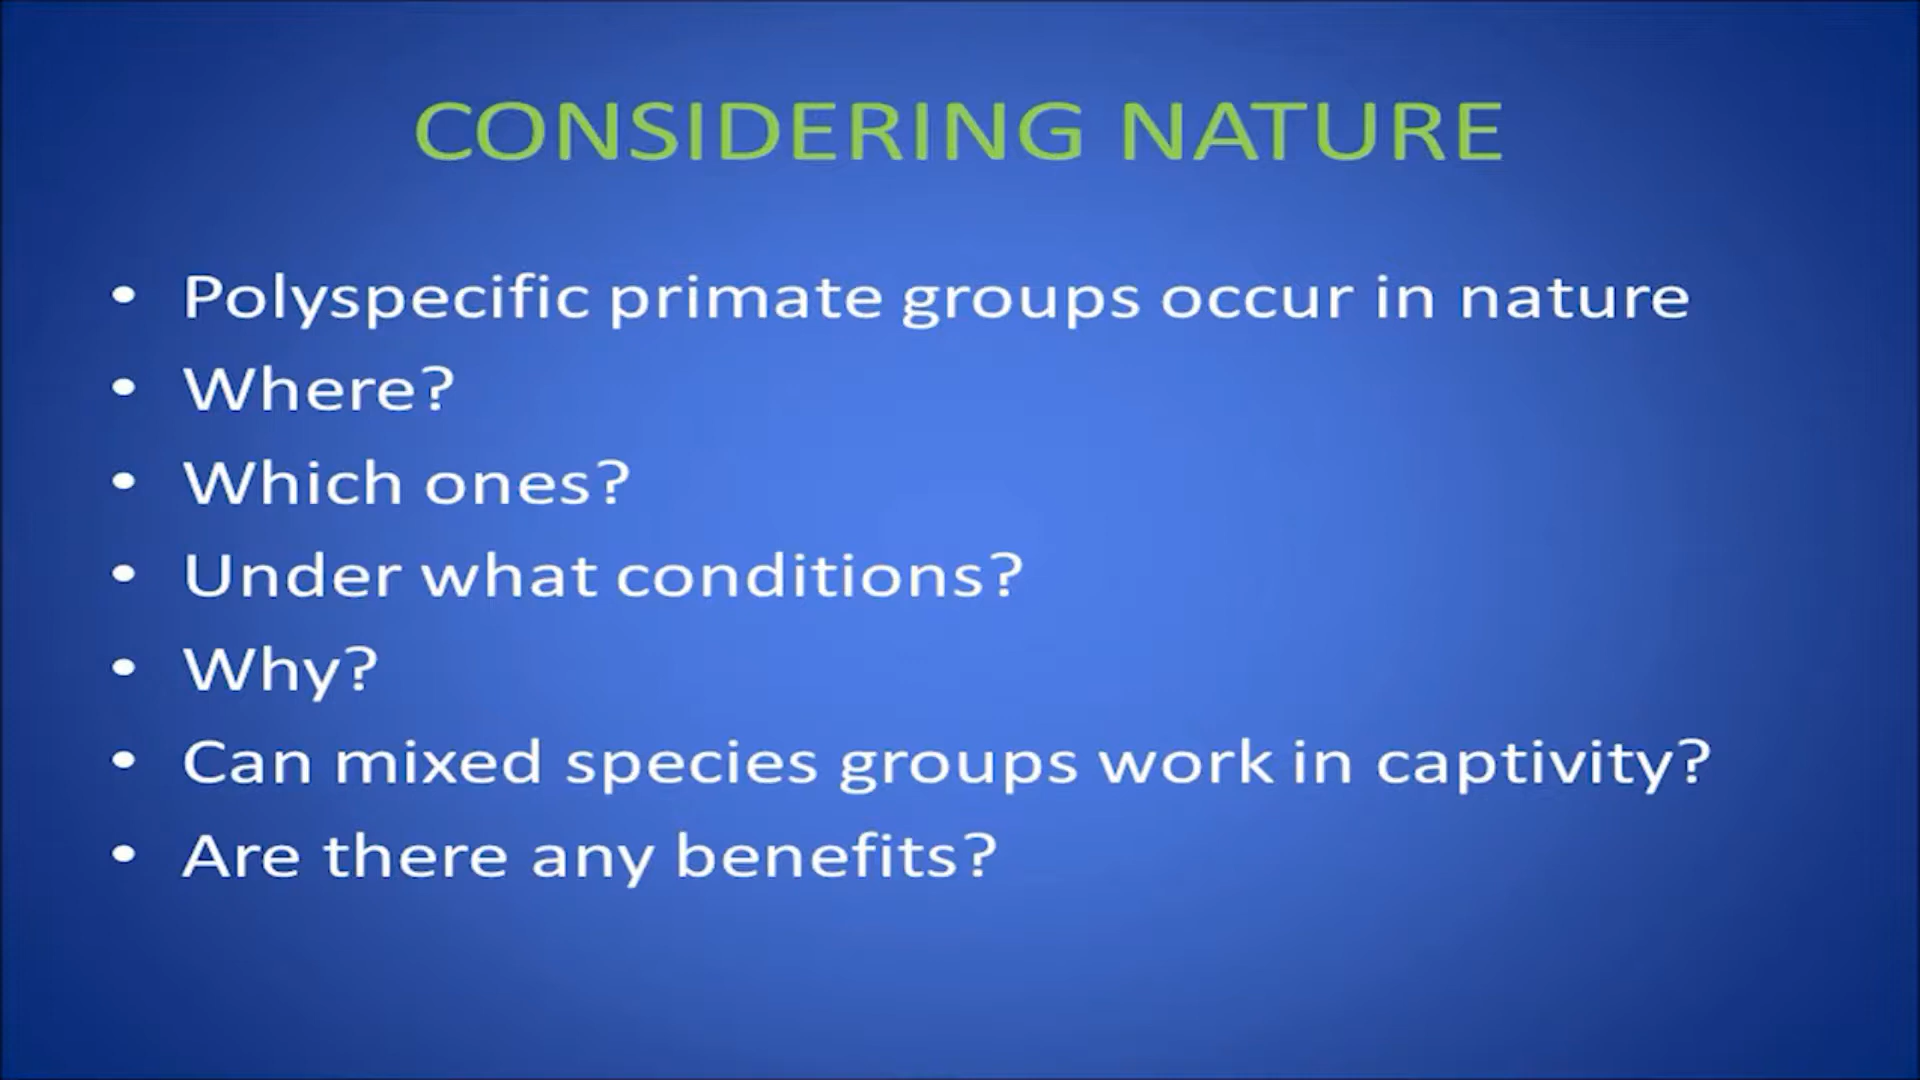 CONSIDERING NATURE
• Polyspecific primate groups occur in nature
• Where?
• Which ones?
• Under what conditions?
• Why?
• Can mixed species groups work in captivity?
• Are there any benefits?